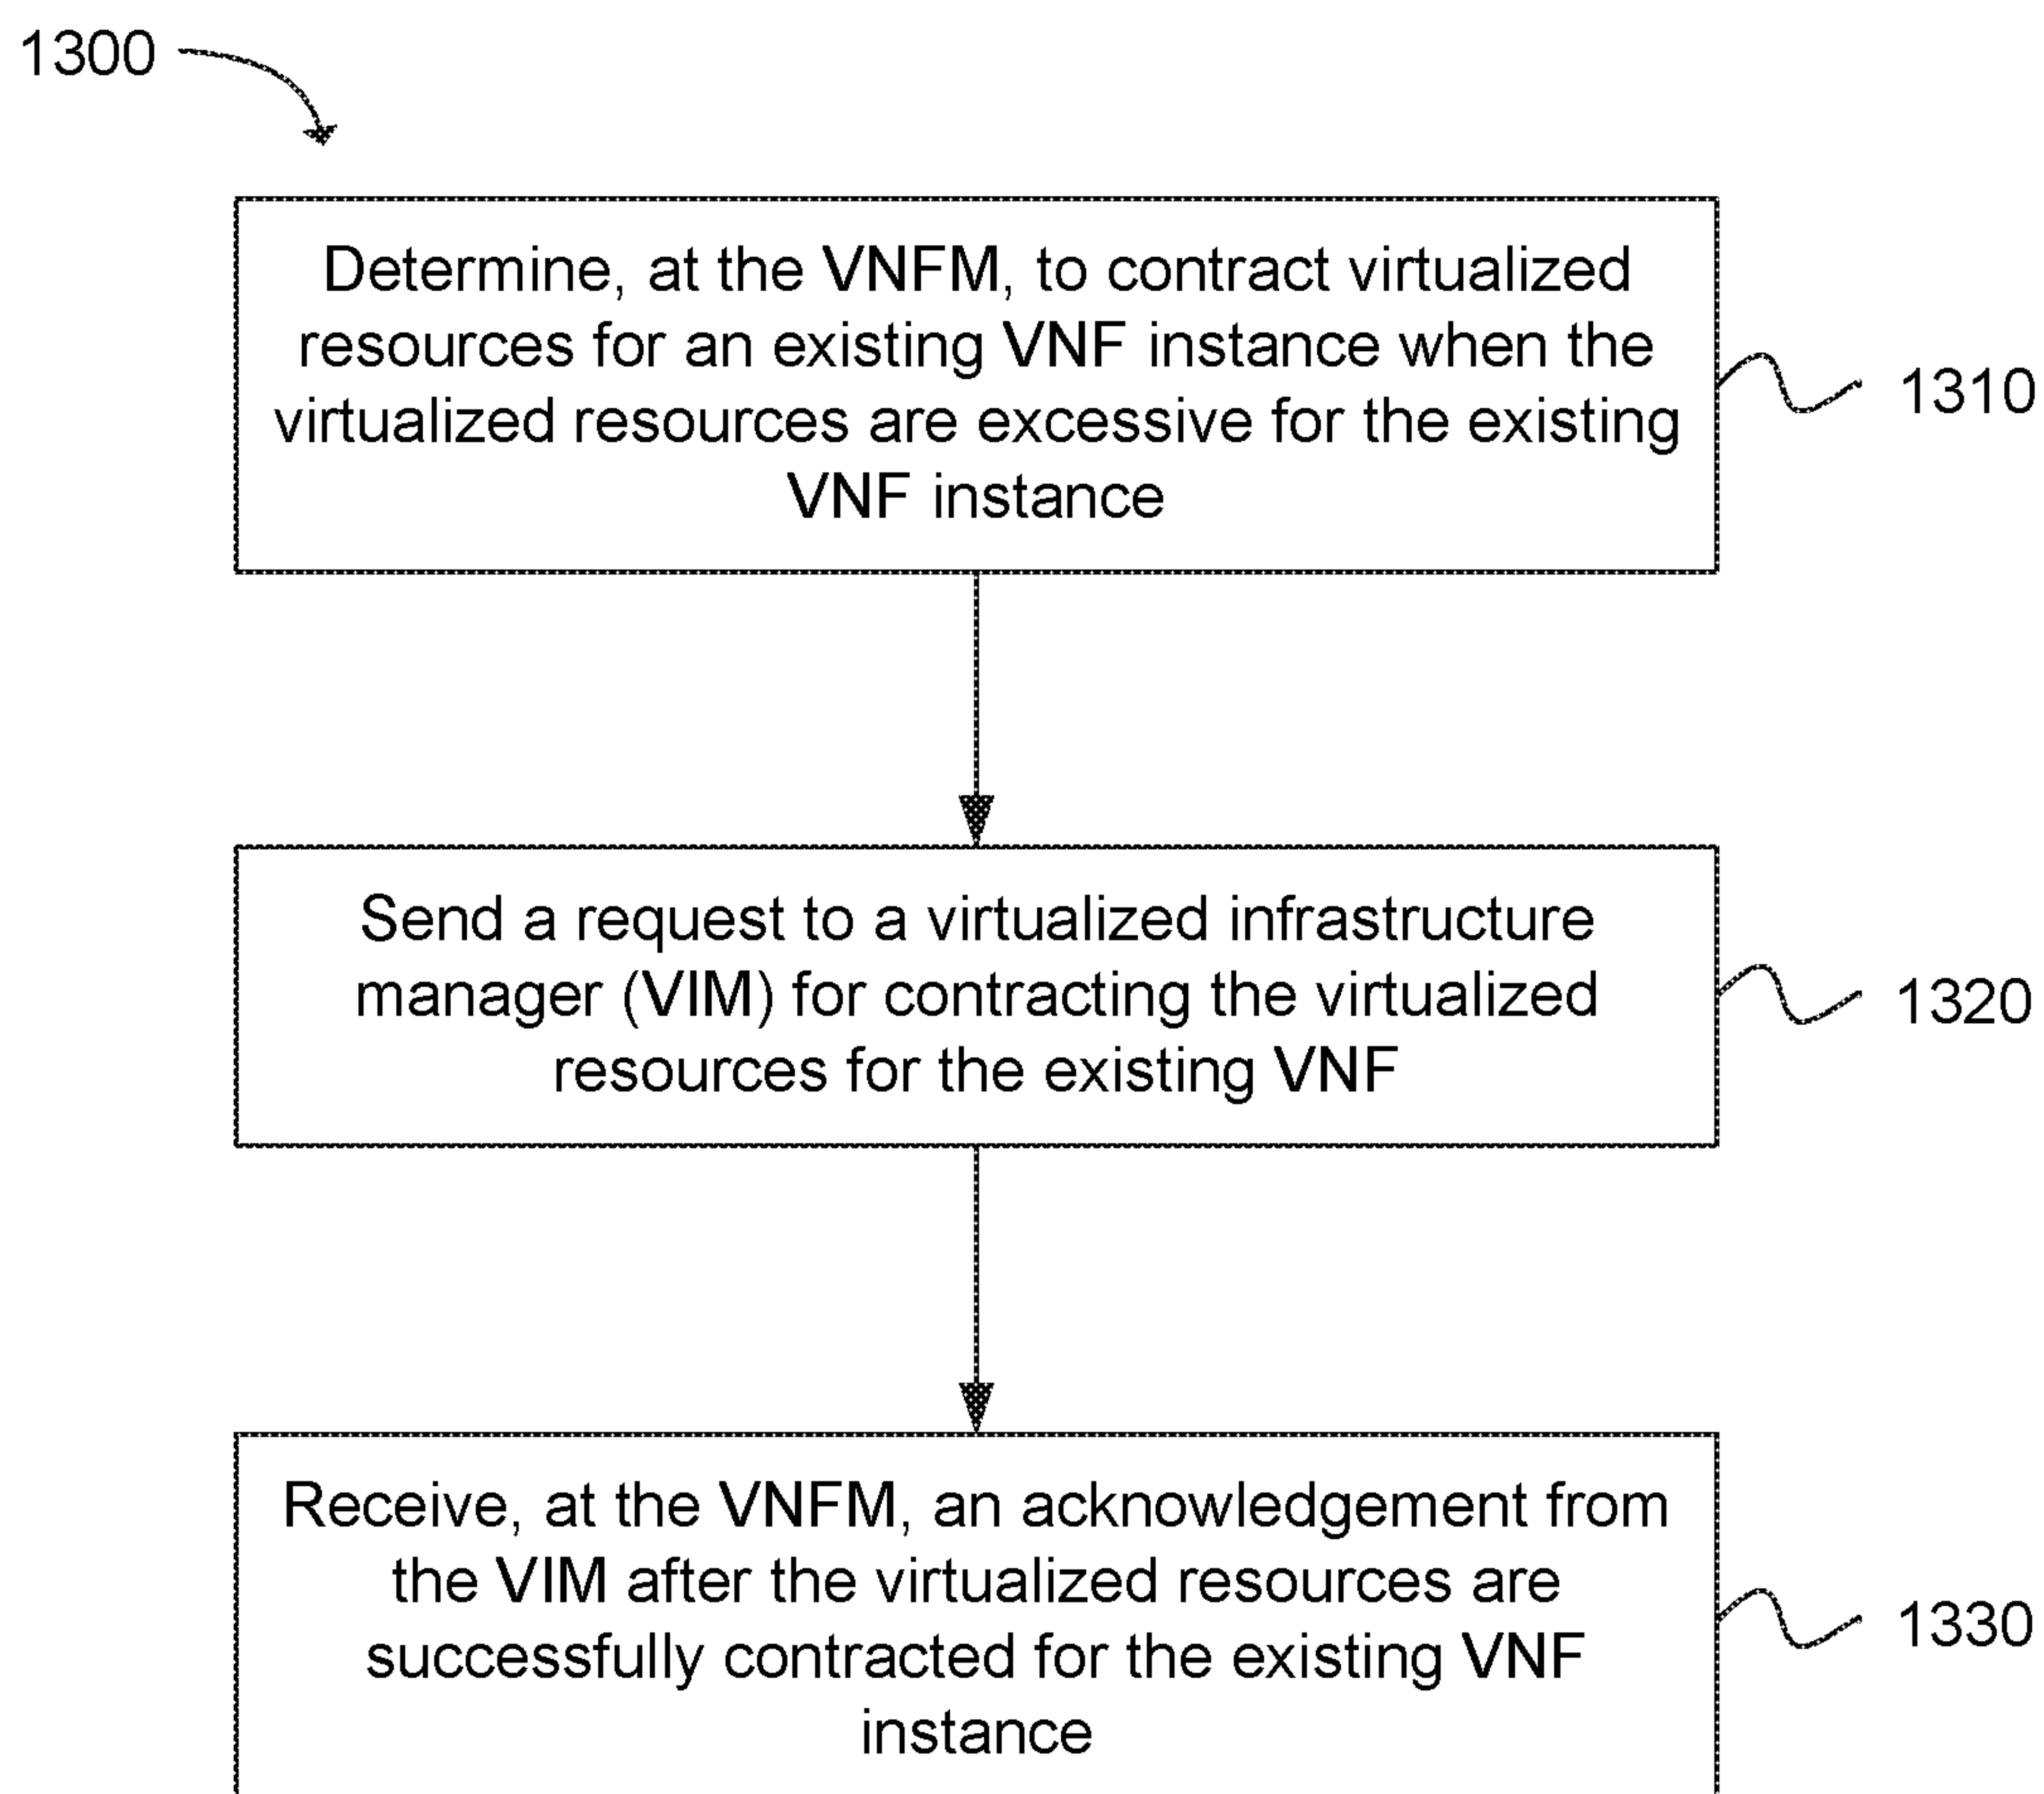 1300
Determine, at the VNFM, to contract virtualized
resources for an existing VNF instance when the
virtualized resources are excessive for the existing
VNF instance
1310
Send a request to a virtualized infrastructure
manager (VIM) for contracting the virtualized
resources for the existing VNF
1320
Receive, at the VNFM, an acknowledgement from
the VIM after the virtualized resources are
successfully contracted for the existing VNF
instance
1330